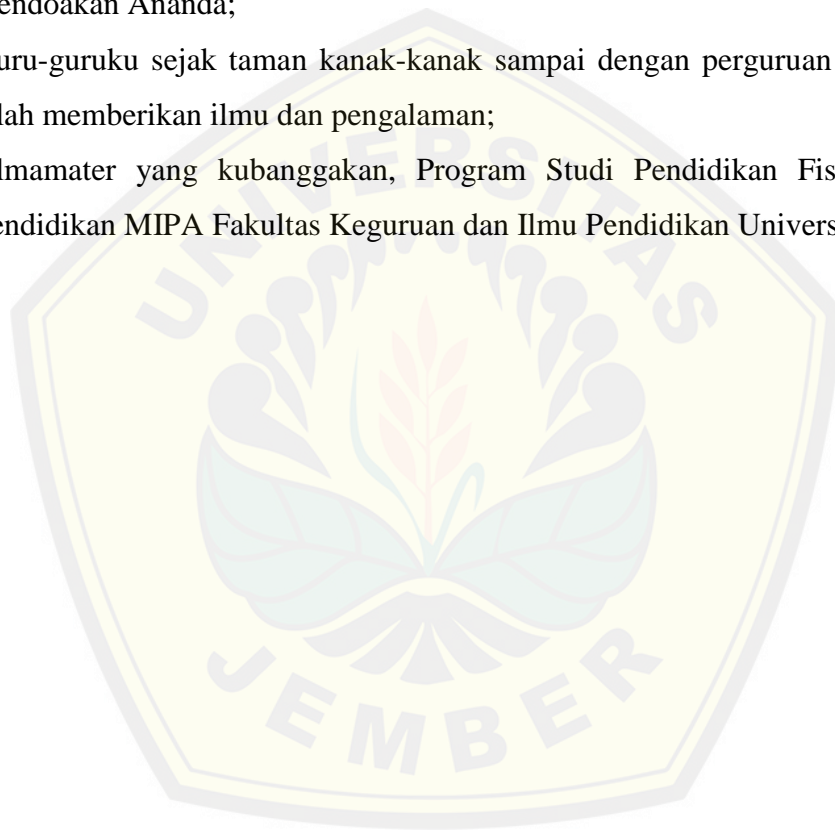 endoakan Ananda;
uru-guruku sejak taman kanak-kanak sampai dengan perguruan
lah memberikan ilmu dan pengalaman;
lmamater yang kubanggakan, Program Studi Pendidikan Fis
endidikan MIPA Fakultas Keguruan dan Ilmu Pendidikan Univers
UNIVERSITAS
JEMBER